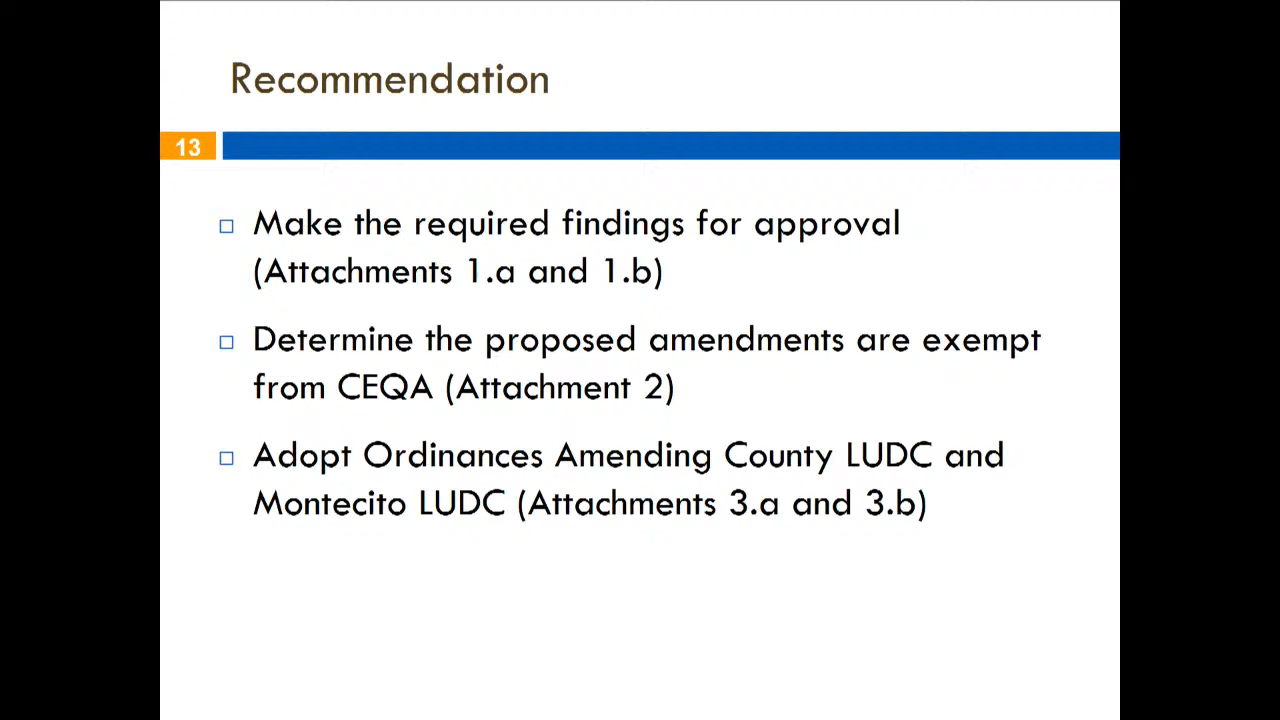 Recommendation
13
Make the required findings for approval
(Attachments 1.a and 1.b)
Determine the proposed amendments are exempt
from CEQA (Attachment 2)
Adopt Ordinances Amending County LUDC and
Montecito LUDC (Attachments 3.a and 3.b)